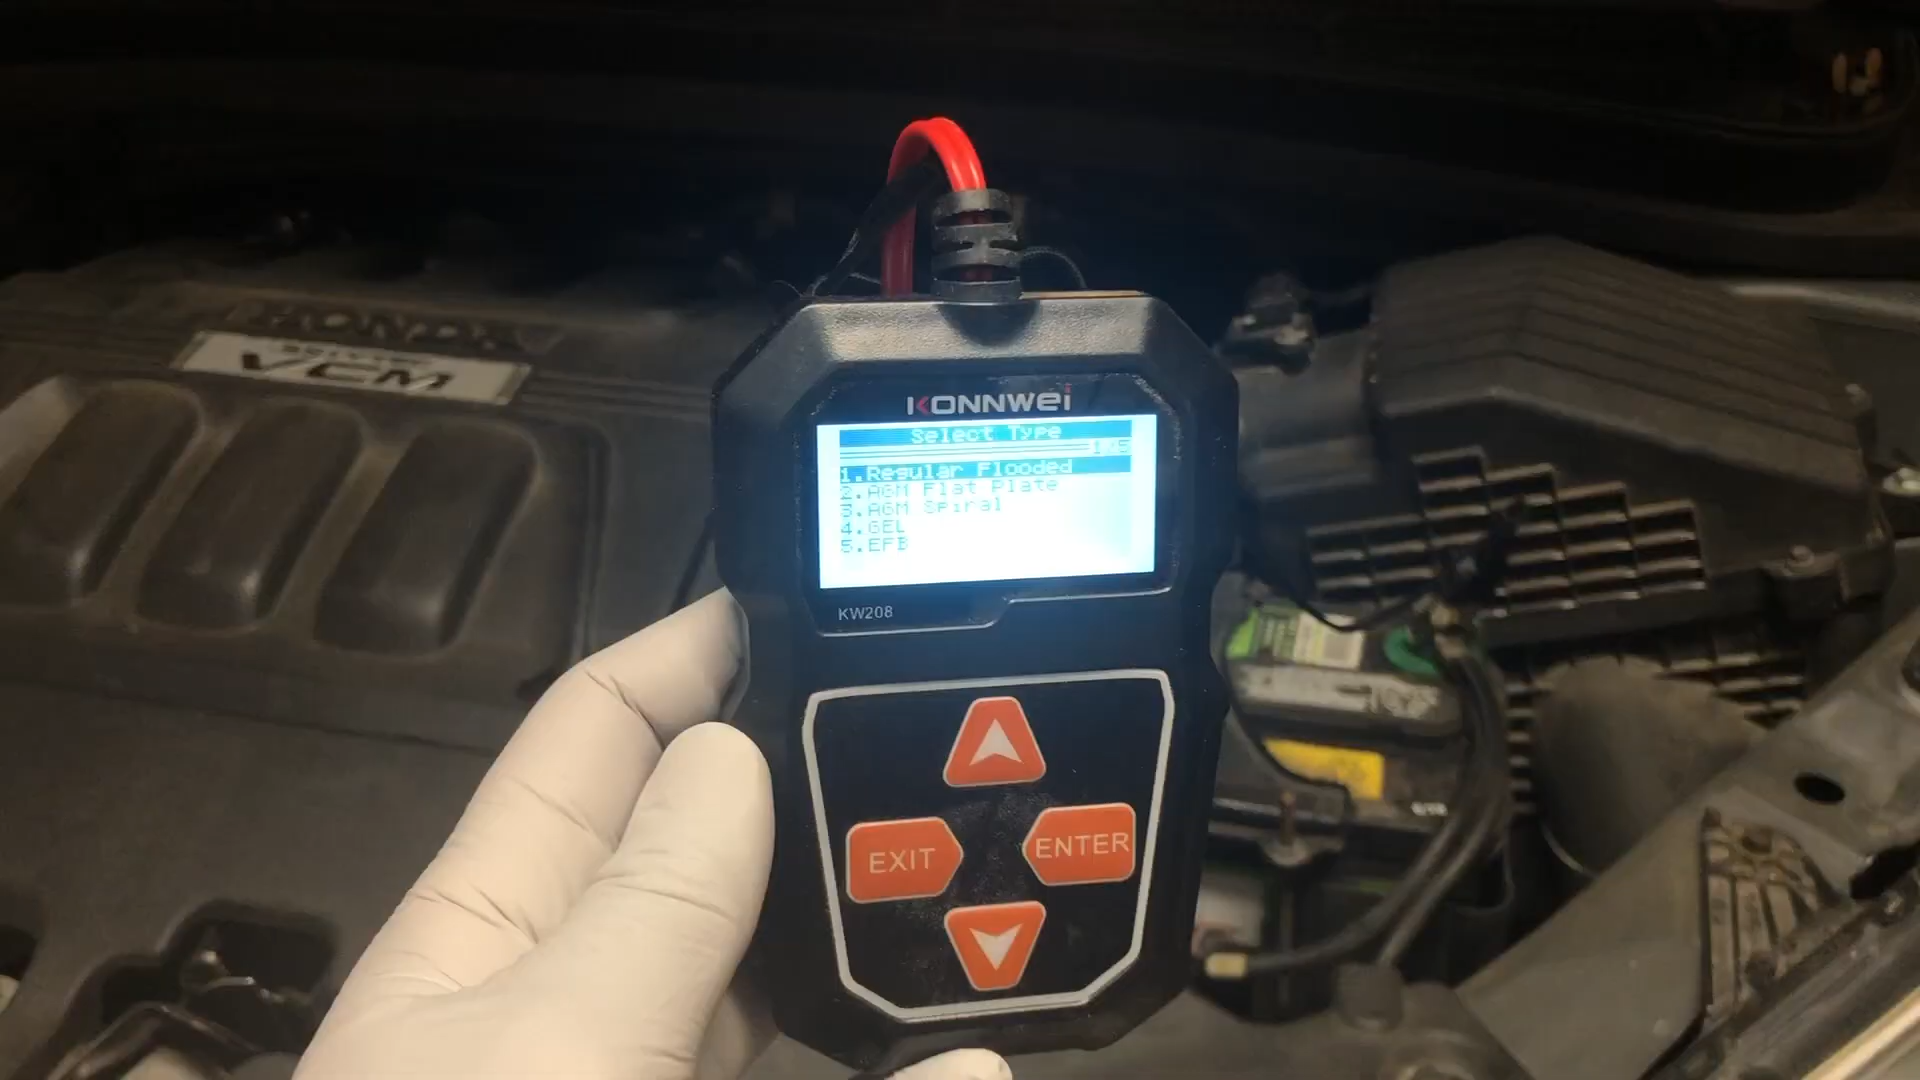 HONDA
VCM
KONNWEI
Select Type
1/5
1.Regular Flooded
2.AGM Flat Plate
3.AGM Spiral
4.GEL
5.EFB
KW208
EXIT
ENTER